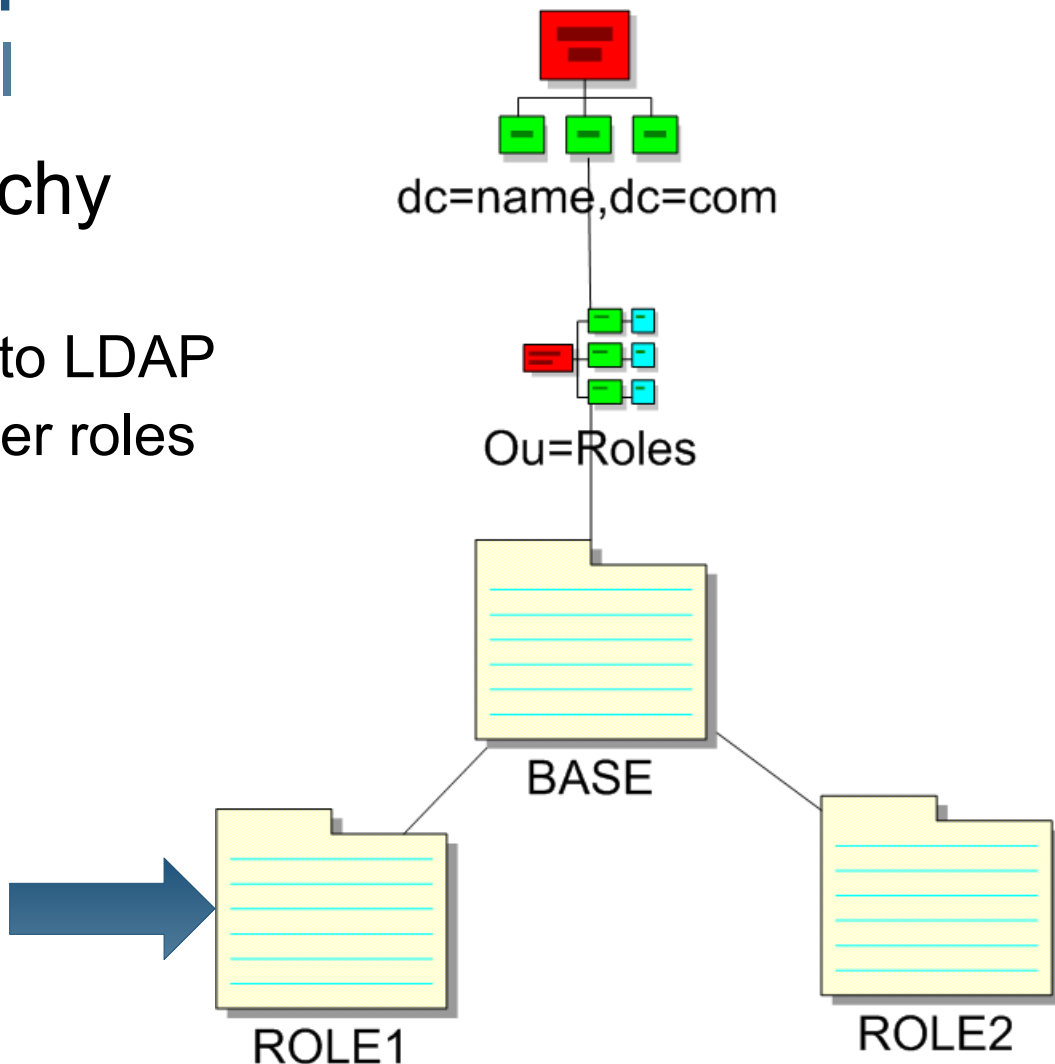 chy
to LDAP
er roles
dc=name,dc=com
Ou=Roles
BASE
ROLE1
ROLE2